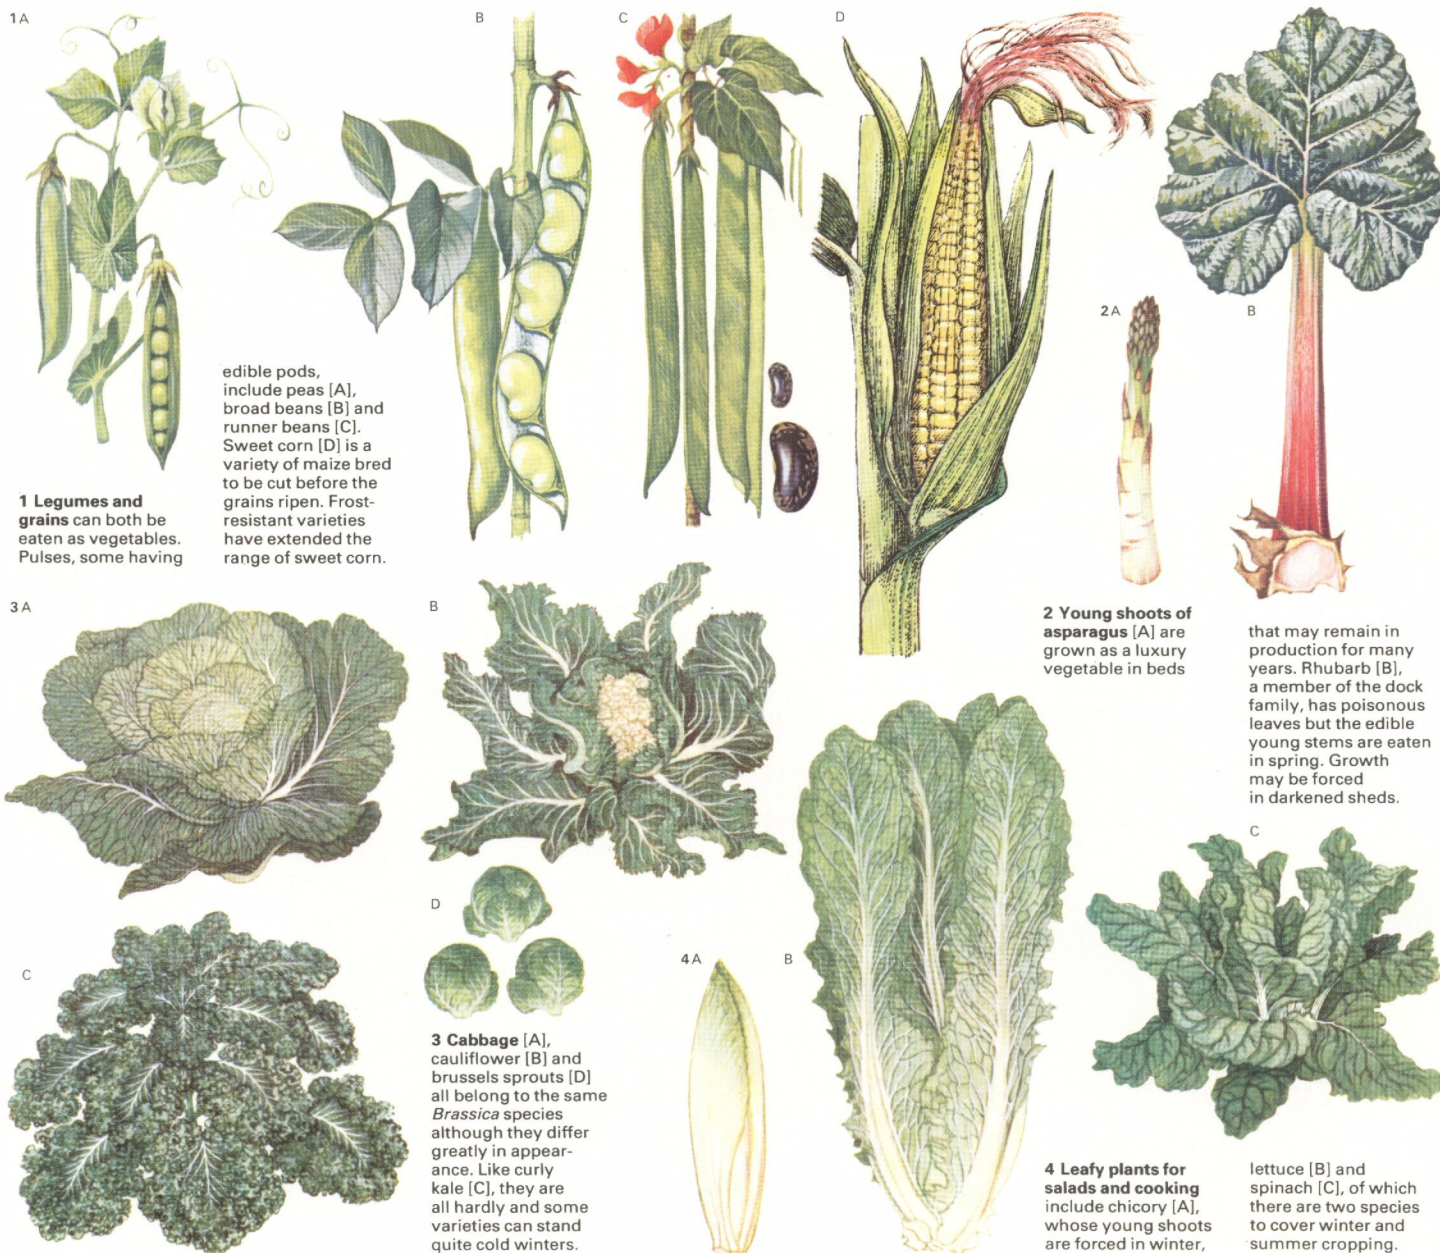 1A
B
C
D
edible pods,
include peas [A],
broad beans [B] and
runner beans [C].
Sweet corn [D] is a
variety of maize bred
to be cut before the
grains ripen. Frost-
resistant varieties
have extended the
range of sweet corn.
1 Legumes and
grains can both be
eaten as vegetables.
Pulses, some having
2A
B
2 Young shoots of
asparagus [A] are
grown as a luxury
vegetable in beds
that may remain in
production for many
years. Rhubarb [B],
a member of the dock
family, has poisonous
leaves but the edible
young stems are eaten
in spring. Growth
may be forced
in darkened sheds.
3A
B
C
D
3 Cabbage [A],
cauliflower [B] and
brussels sprouts [D]
all belong to the same
Brassica species
although they differ
greatly in appear-
ance. Like curly
kale [C], they are
all hardly and some
varieties can stand
quite cold winters.
4A
B
C
4 Leafy plants for
salads and cooking
include chicory [A],
whose young shoots
are forced in winter,
lettuce [B] and
spinach [C], of which
there are two species
to cover winter and
summer cropping.